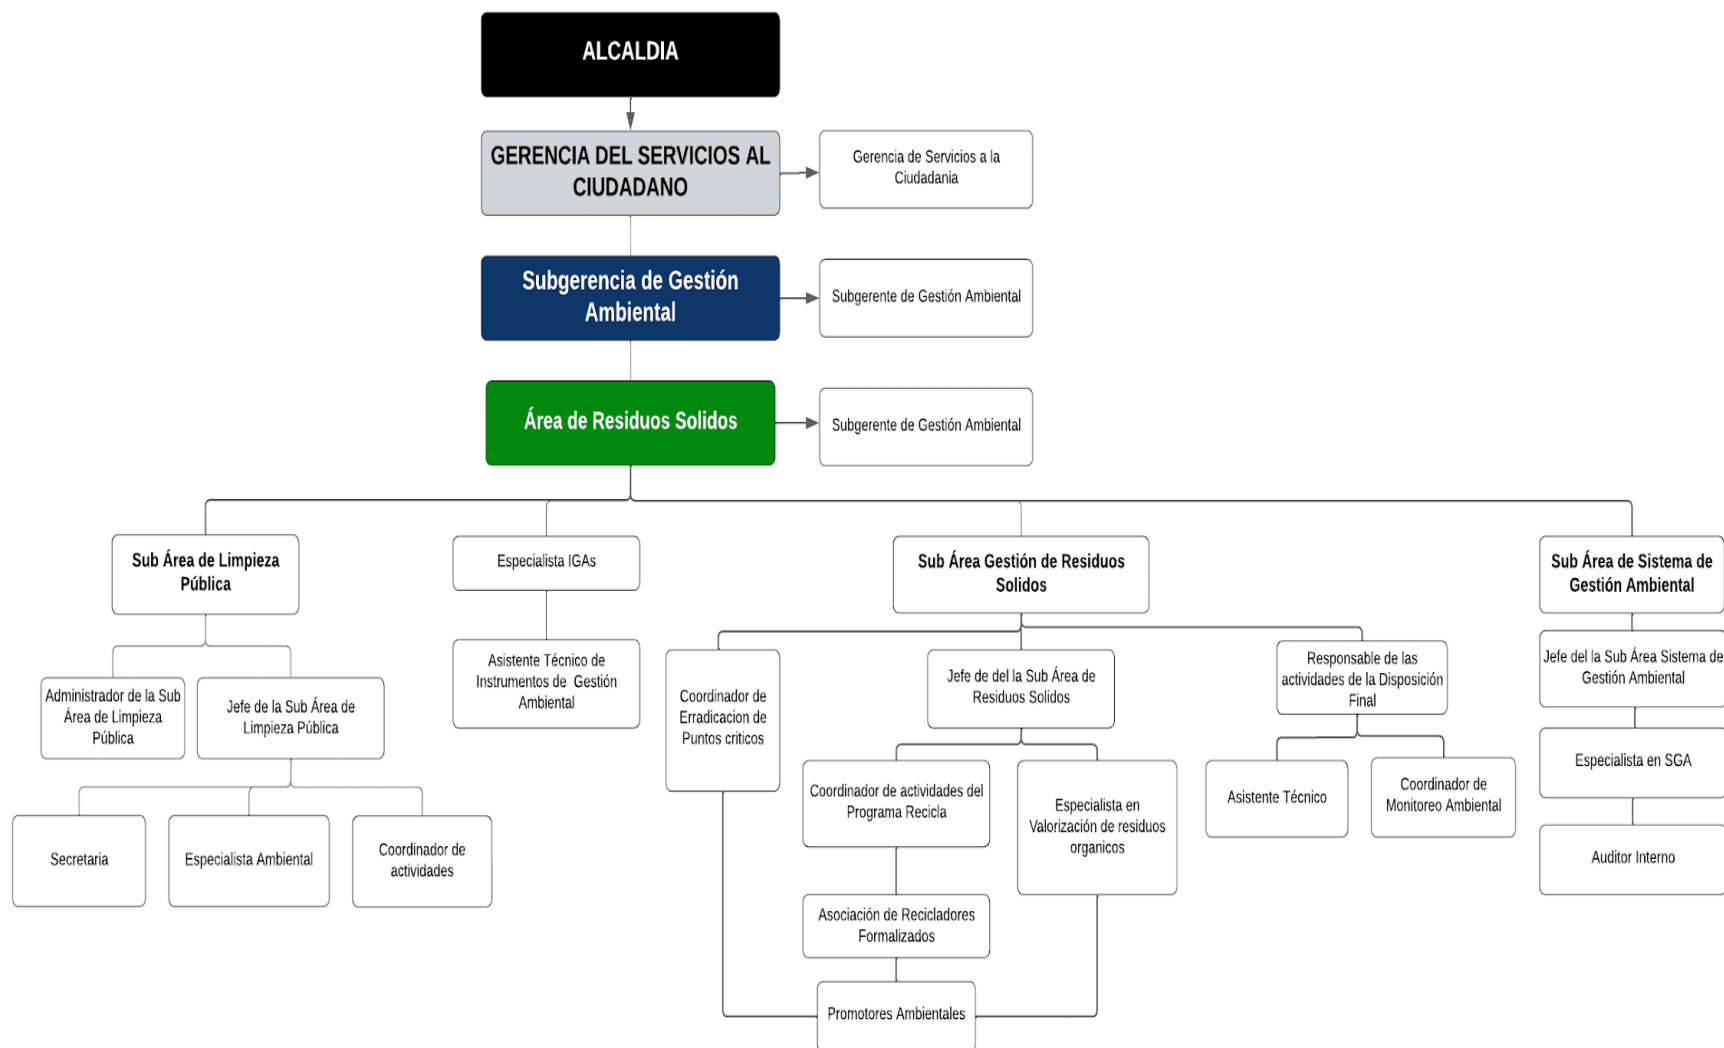 ALCALDIA
GERENCIA DEL SERVICIOS AL
CIUDADANO
Gerencia de Servicios a la
Ciudadania
Subgerencia de Gestión
Ambiental
Subgerente de Gestión Ambiental
Área de Residuos Solidos
Subgerente de Gestión Ambiental
Sub Área de Limpieza
Pública
Especialista IGAs
Sub Área Gestión de Residuos
Solidos
Sub Área de Sistema de
Gestión Ambiental
Administrador de la Sub
Área de Limpieza
Pública
Jefe de la Sub Área de
Limpieza Pública
Asistente Técnico de
Instrumentos de Gestión
Ambiental
Coordinador de
Erradicacion de
Puntos criticos
Jefe de del la Sub Área de
Residuos Solidos
Responsable de las
actividades de la Disposición
Final
Jefe del la Sub Área Sistema de
Gestión Ambiental
Secretaria
Especialista Ambiental
Coordinador de
actividades
Coordinador de actividades del
Programa Recicla
Especialista en
Valorización de residuos
organicos
Asistente Técnico
Coordinador de
Monitoreo Ambiental
Especialista en SGA
Auditor Interno
Asociación de Recicladores
Formalizados
Promotores Ambientales